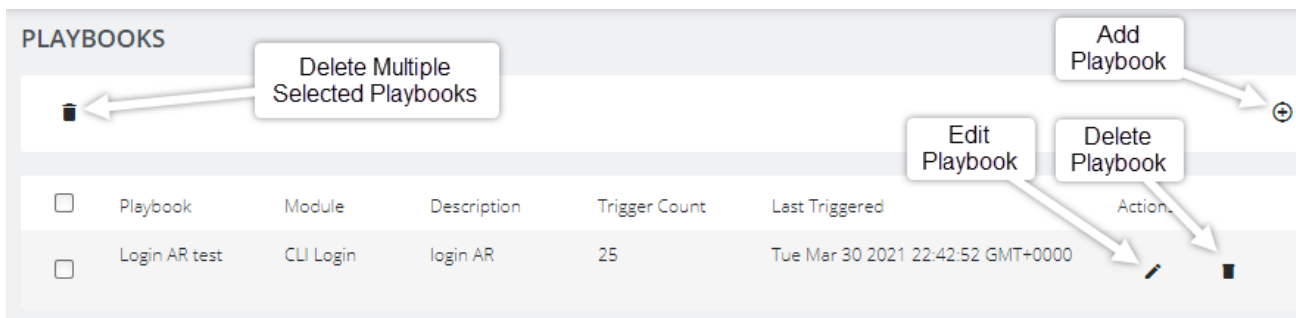 PLAYBOOKS
Delete Multiple
Selected Playbooks
Add
Playbook
Edit
Playbook
Delete
Playbook
Playbook Module Description Trigger Count Last Triggered Action
Login AR test CLI Login login AR 25 Tue Mar 30 2021 22:42:52 GMT+0000